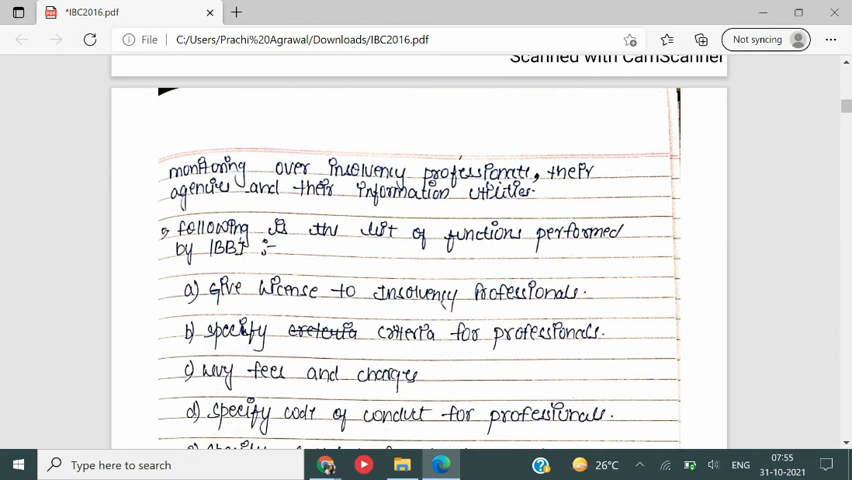 *IBC2016.pdf
File C:/Users/Prachi%20Agrawal/Downloads/IBC2016.pdf
Not syncing
Scanned with CamScanner
monitoring over insolvency professionals, their
agencies and their information utilities.
following is the list of functions performed
by IBBI :-
a) Give license to Insolvency Professionals.
b) specify creteria criteria for professionals.
c) levy fees and charges
d) specify code of conduct for professionals.
Type here to search
26°C
ENG
07:55
31-10-2021